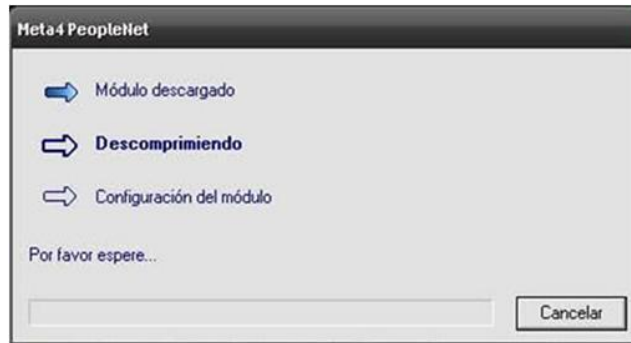 Meta4 PeopleNet
Módulo descargado
Descomprimiendo
Configuración del módulo
Por favor espere...
Cancelar